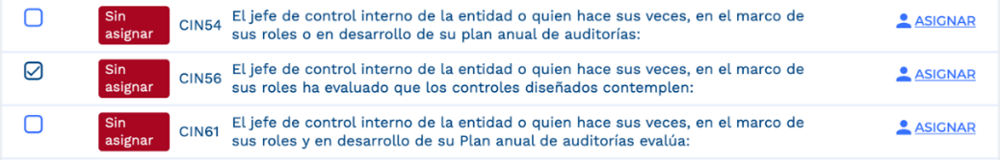 Sin
asignar
CIN54
El jefe de control interno de la entidad o quien hace sus veces, en el marco de
sus roles o en desarrollo de su plan anual de auditorías:
ASIGNAR
Sin
asignar
CIN56
El jefe de control interno de la entidad o quien hace sus veces, en el marco de
sus roles ha evaluado que los controles diseñados contemplen:
ASIGNAR
Sin
asignar
CIN61
El jefe de control interno de la entidad o quien hace sus veces, en el marco de
sus roles y en desarrollo de su Plan anual de auditorías evalúa:
ASIGNAR